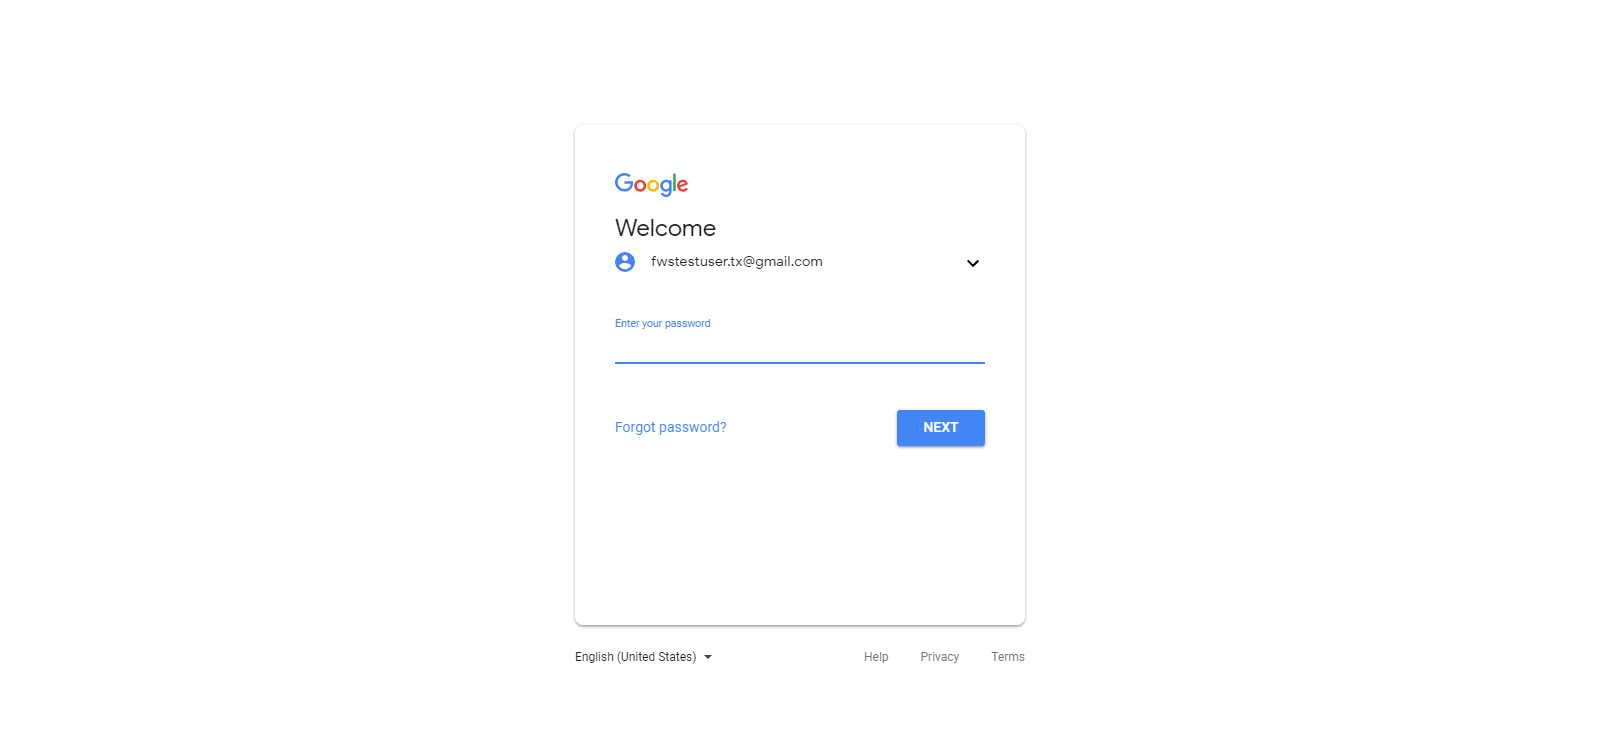 Google
Welcome
fwstestuser.tx@gmail.com
Enter your password
Forgot password?
NEXT
English (United States)
Help
Privacy
Terms